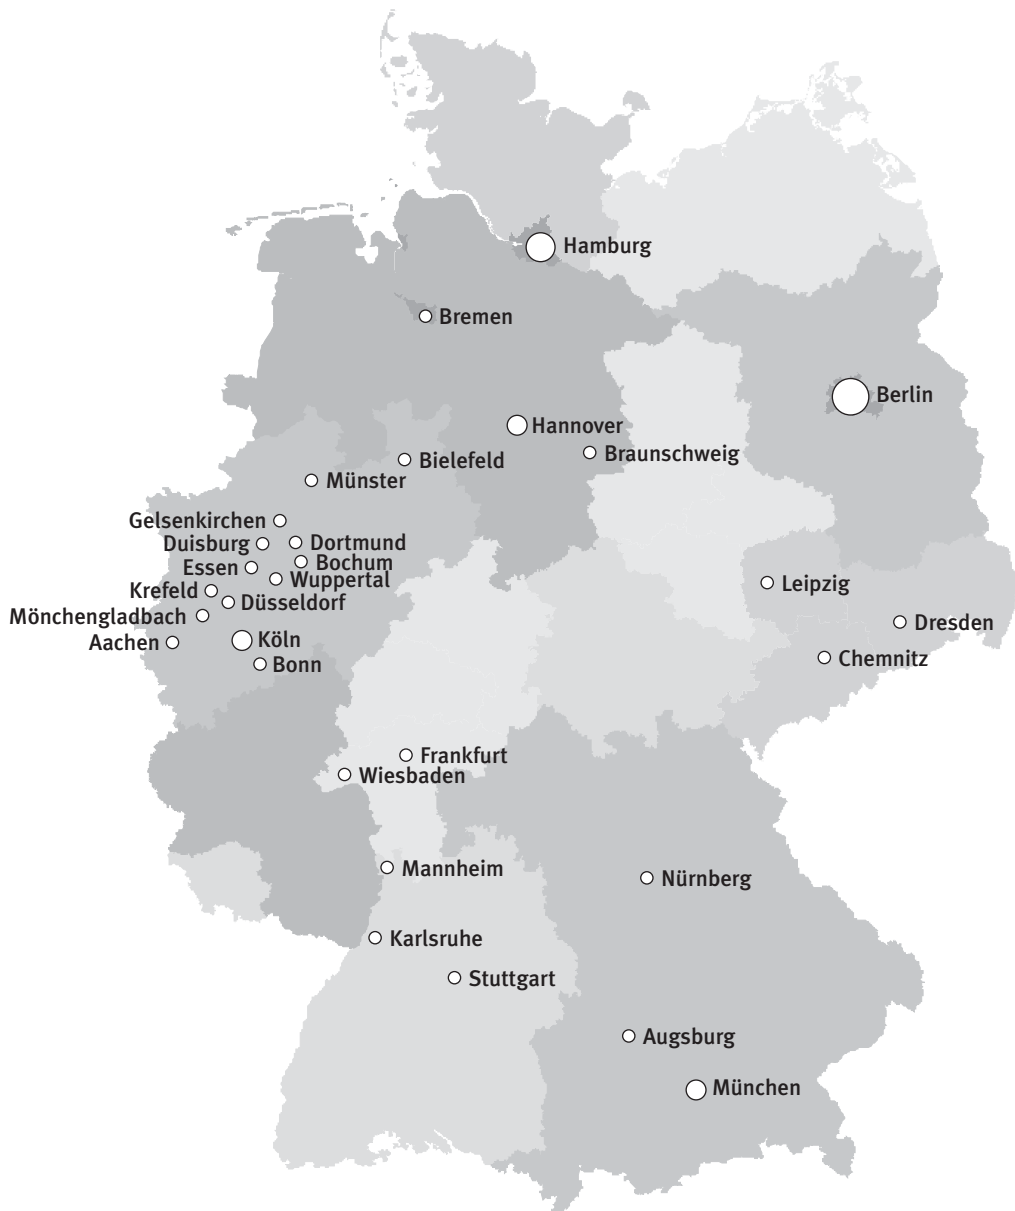 Hamburg
Bremen
Berlin
Hannover
Braunschweig
Bielefeld
Münster
Gelsenkirchen
Duisburg
Dortmund
Essen
Bochum
Wuppertal
Krefeld
Düsseldorf
Mönchengladbach
Aachen
Köln
Bonn
Leipzig
Dresden
Chemnitz
Frankfurt
Wiesbaden
Mannheim
Nürnberg
Karlsruhe
Stuttgart
Augsburg
München